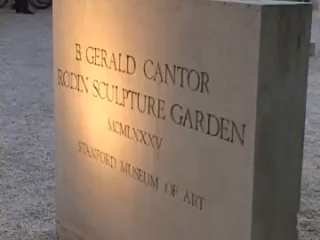 B. GERALD CANTOR
RODIN SCULPTURE GARDEN
MCMLXXXV
STANFORD MUSEUM OF ART